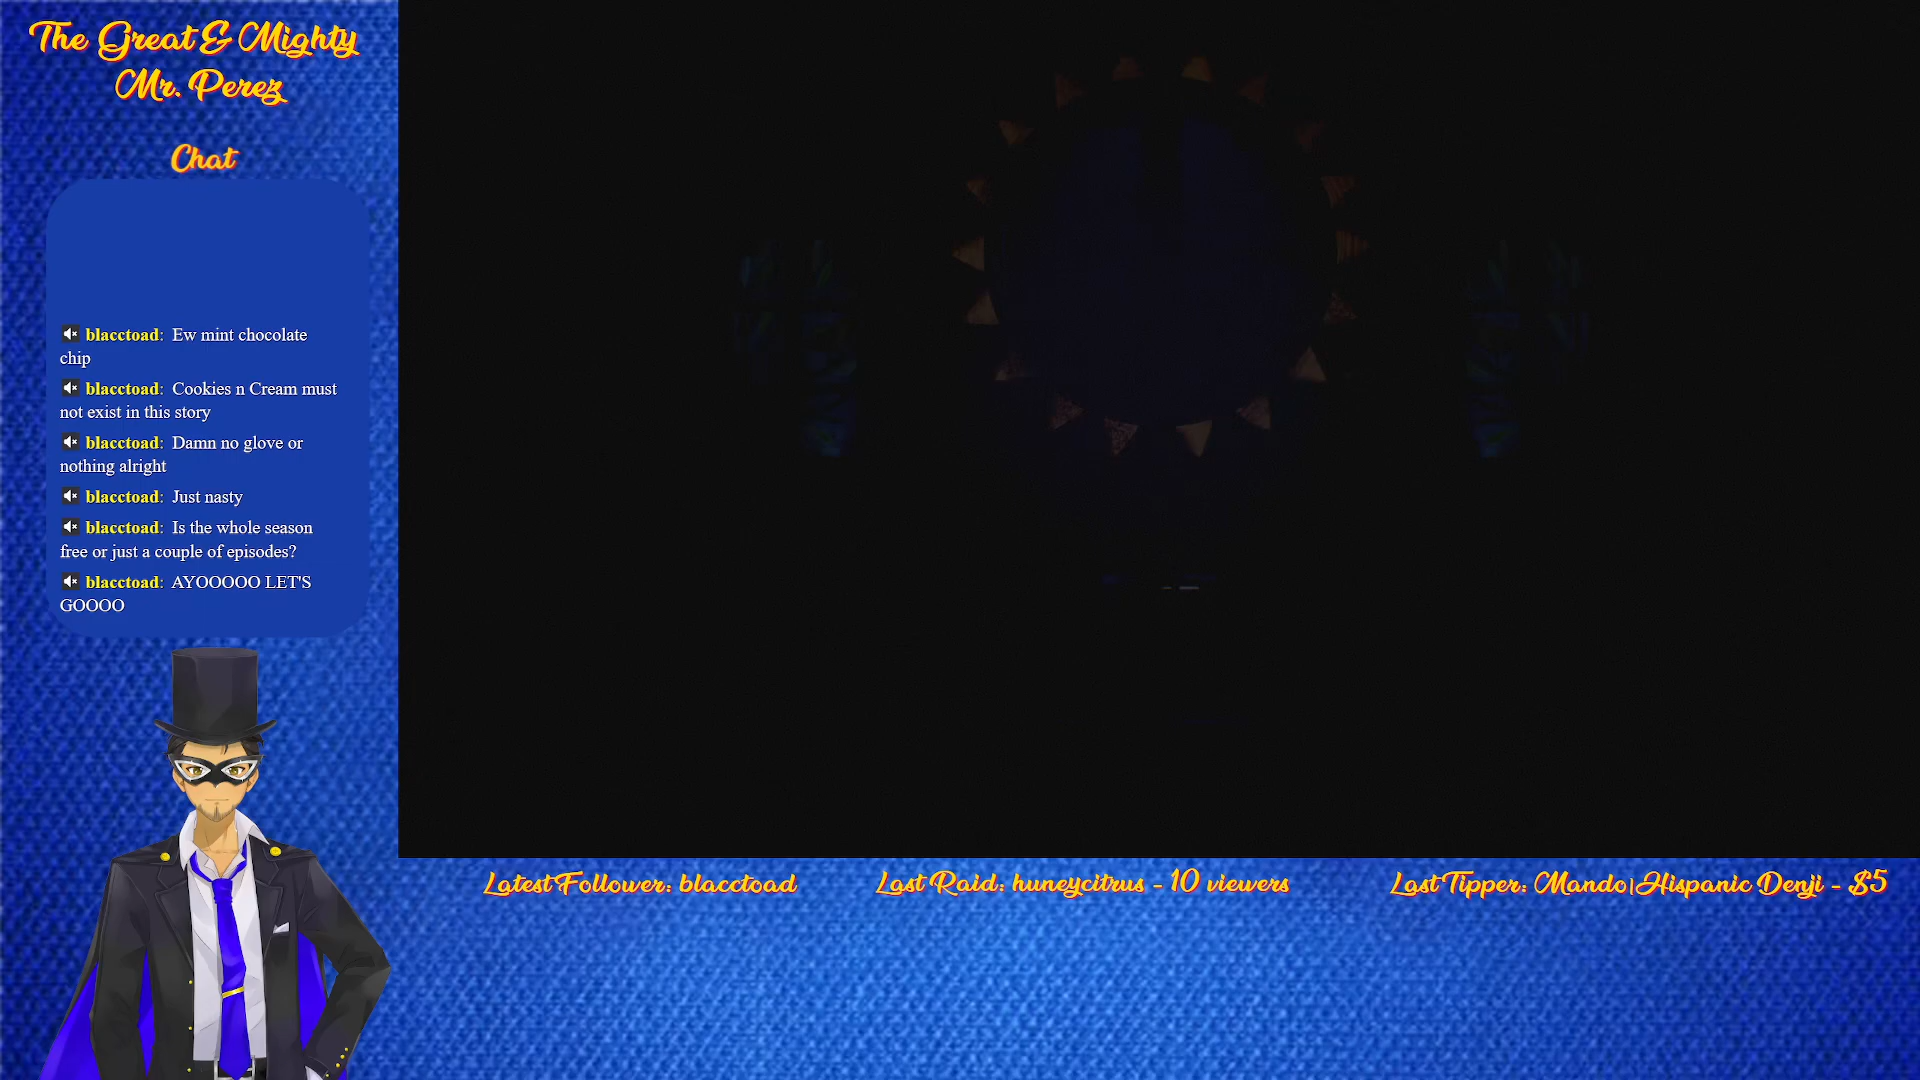 The Great & Mighty
Mr. Perez
Chat
blacctoad: Ew mint chocolate
chip
blacctoad: Cookies n Cream must
not exist in this story
blacctoad: Damn no glove or
nothing alright
blacctoad: Just nasty
blacctoad: Is the whole season
free or just a couple of episodes?
blacctoad: AYOOOOO LET'S
GOOOO
Latest Follower: blacctoad
Last Raid: huneycitrus - 10 viewers
Last Tipper: Mando|Hispanic Denji - $5